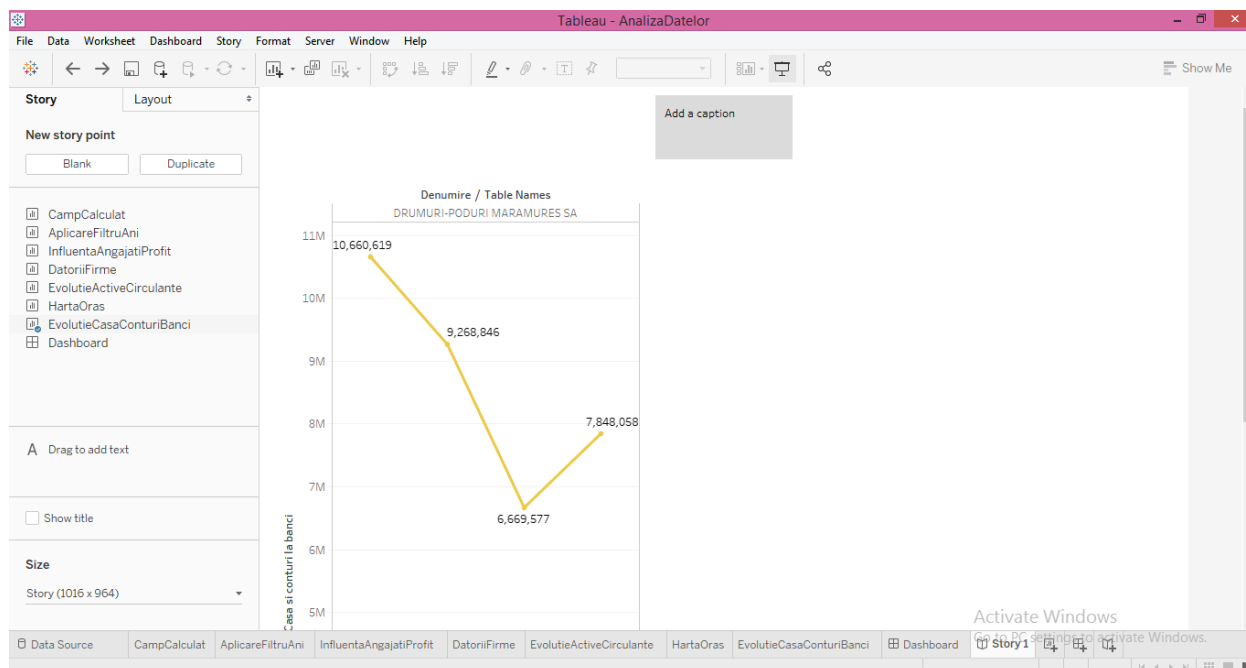 Tableau - AnalizaDatelor
File Data Worksheet Dashboard Story Format Server Window Help
Show Me
Story Layout
New story point
Blank Duplicate
CampCalculat
AplicareFiltruAni
InfluentaAngajatiProfit
DatoriiFirme
EvolutieActiveCirculante
HartaOras
EvolutieCasaConturiBanci
Dashboard
A Drag to add text
Show title
Size
Story (1016 x 964)
Add a caption
Denumire / Table Names
DRUMURI-PODURI MARAMURES SA
11M
10,660,619
10M
9,268,846
9M
8M
7,848,058
7M
6,669,577
6M
5M
Casa si conturi la banci
Activate Windows
Go to PC settings to activate Windows.
Data Source CampCalculat AplicareFiltruAni InfluentaAngajatiProfit DatoriiFirme EvolutieActiveCirculante HartaOras EvolutieCasaConturiBanci Dashboard Story 1